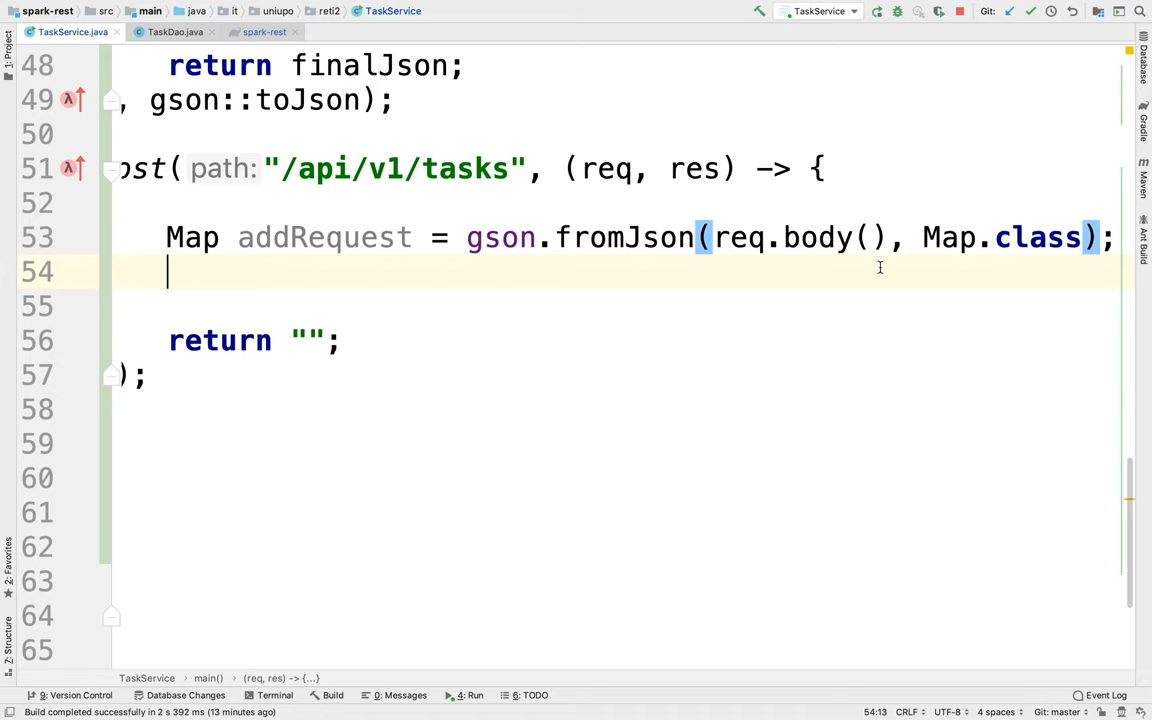 spark-rest src main java it uniupo reti2 TaskService TaskService Git:
TaskService.java TaskDao.java spark-rest
1: Project
2: Favorites
Z: Structure
Database
Gradle
Maven
Ant Build
48 return finalJson;
49 , gson::toJson);
50
51 ost( path: "/api/v1/tasks", (req, res) -> {
52
53 Map addRequest = gson.fromJson(req.body(), Map.class);
54
55
56 return "";
57 );
58
59
60
61
62
63
64
65
TaskService main() (req, res) -> {...}
9: Version Control Database Changes Terminal Build 0: Messages 4: Run 6: TODO Event Log
Build completed successfully in 2 s 392 ms (13 minutes ago) 54:13 CRLF UTF-8 4 spaces Git: master